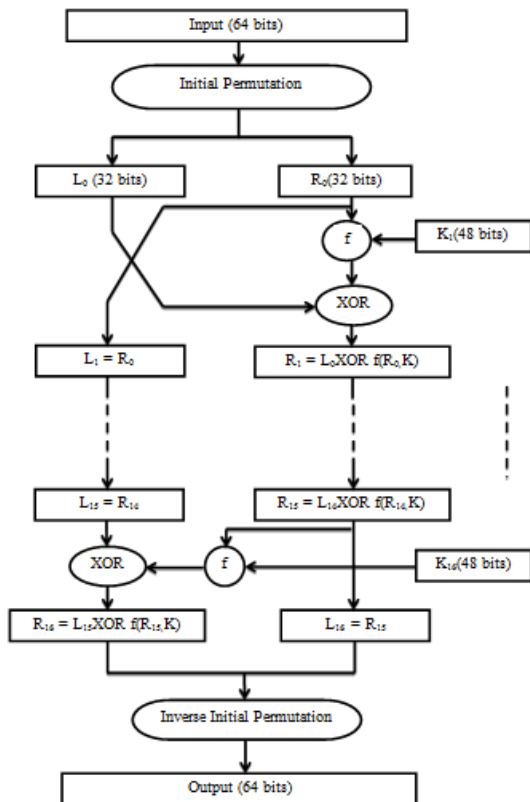 Input (64 bits)
Initial Permutation
L₀ (32 bits)
R₀(32 bits)
f
K₁(48 bits)
XOR
L₁ = R₀
R₁ = L₀XOR f(R₀,K)
L₁₅ = R₁₄
R₁₅ = L₁₄XOR f(R₁₄,K)
XOR
f
K₁₆(48 bits)
R₁₆ = L₁₅XOR f(R₁₅,K)
L₁₆ = R₁₅
Inverse Initial Permutation
Output (64 bits)